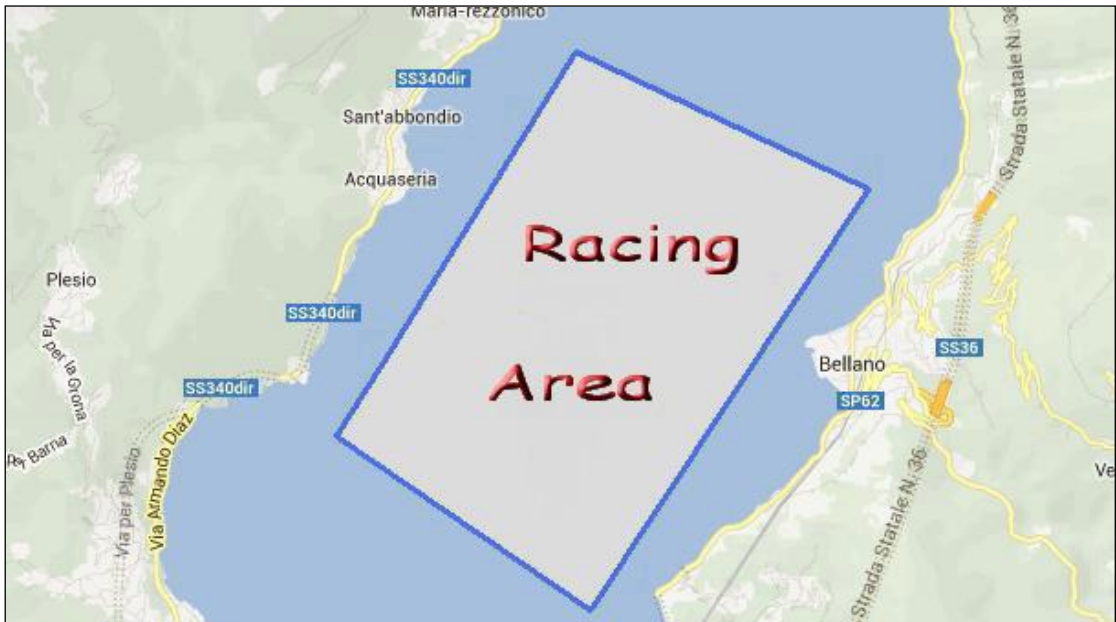 Maria-rezzonico
SS340dir
Sant'abbondio
Acquaseria
Racing
Area
Plesio
Via per la Grona
SS340dir
SS340dir
Barna
Via per Plesio
Via Armando Diaz
Strada Statale N. 36
Bellano
SS36
SP62
Strada Statale N. 36
Ve